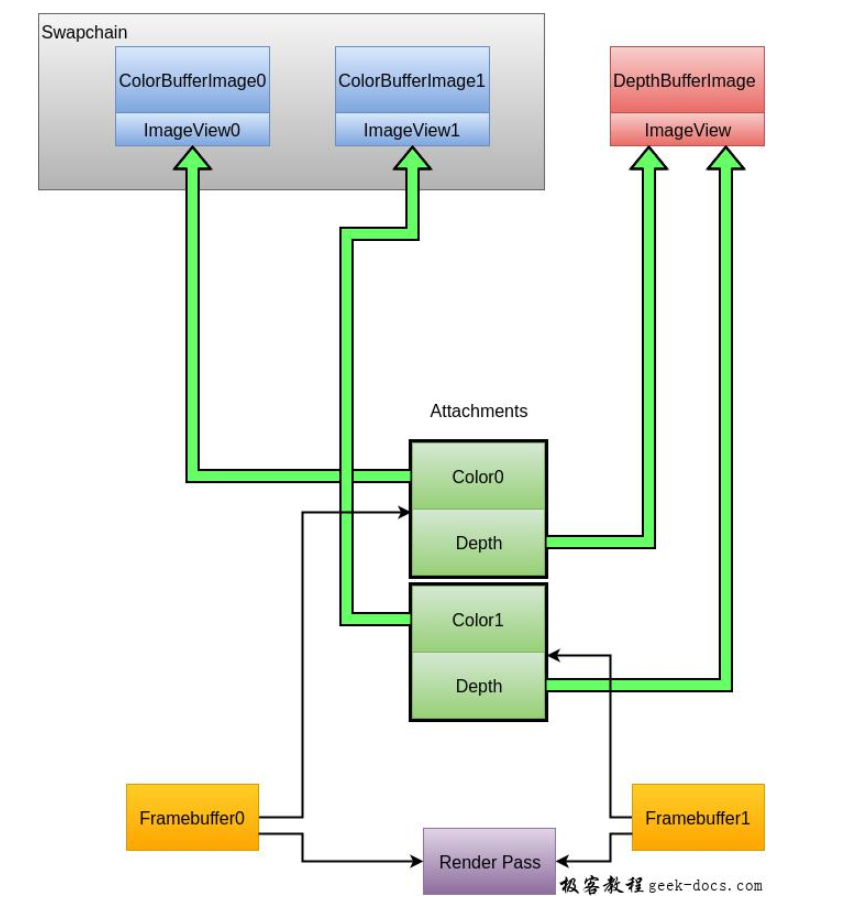 Swapchain
ColorBufferImage0
ColorBufferImage1
DepthBufferImage
ImageView0
ImageView1
ImageView
Attachments
Color0
Depth
Color1
Depth
Framebuffer0
Framebuffer1
Render Pass
极客教程 geek-docs.com